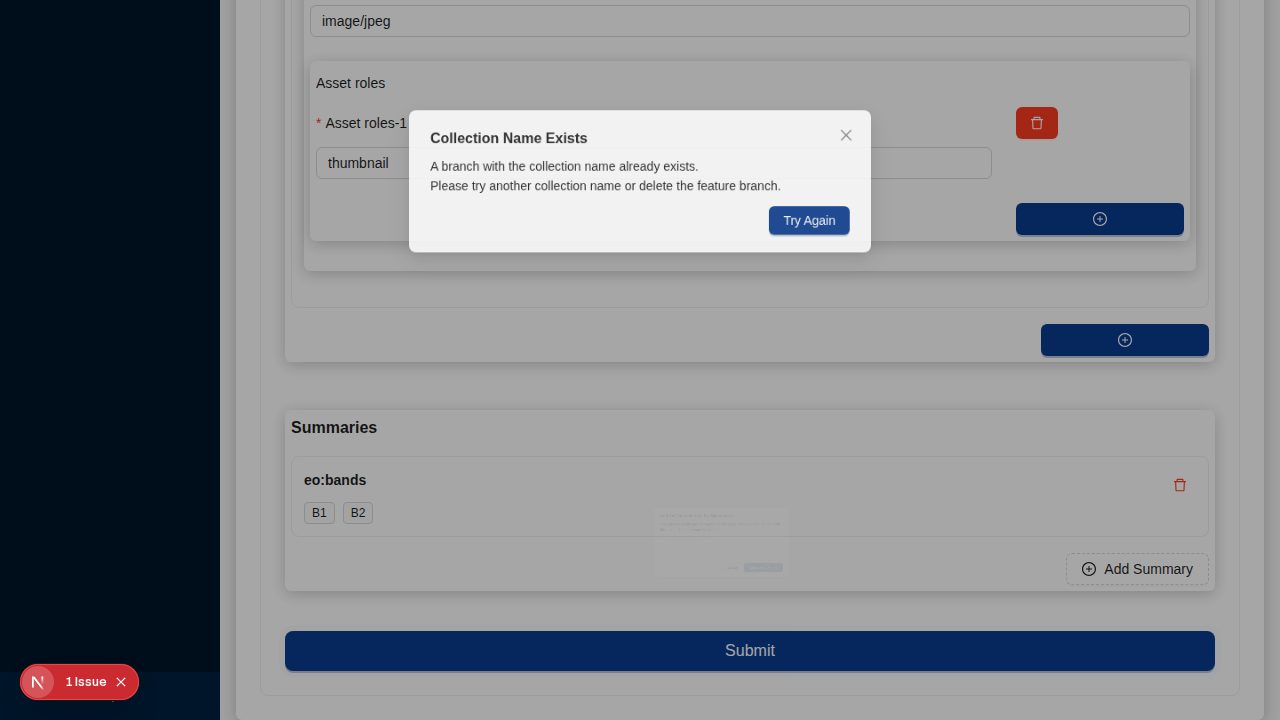 image/jpeg
Asset roles
* Asset roles-1
thumbnail
Collection Name Exists
A branch with the collection name already exists.
Please try another collection name or delete the feature branch.
Try Again
Summaries
eo:bands
B1 B2
Add Summary
Submit
N 1 Issue